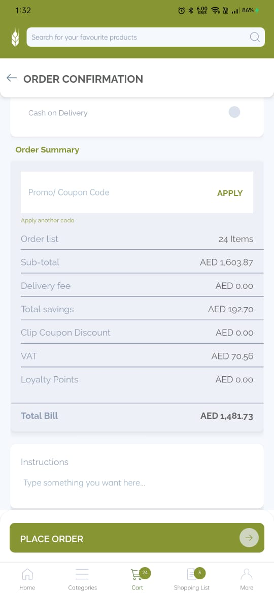 1:32
86%
Search for your favourite products
ORDER CONFIRMATION
Cash on Delivery
Order Summary
Promo/ Coupon Code APPLY
Apply another code
Order list 24 Items
Sub-total AED 1,603.87
Delivery fee AED 0.00
Total savings AED 192.70
Clip Coupon Discount AED 0.00
VAT AED 70.56
Loyalty Points AED 0.00
Total Bill AED 1,481.73
Instructions
Type something you want here...
PLACE ORDER
24
Home Categories Cart Shopping List More